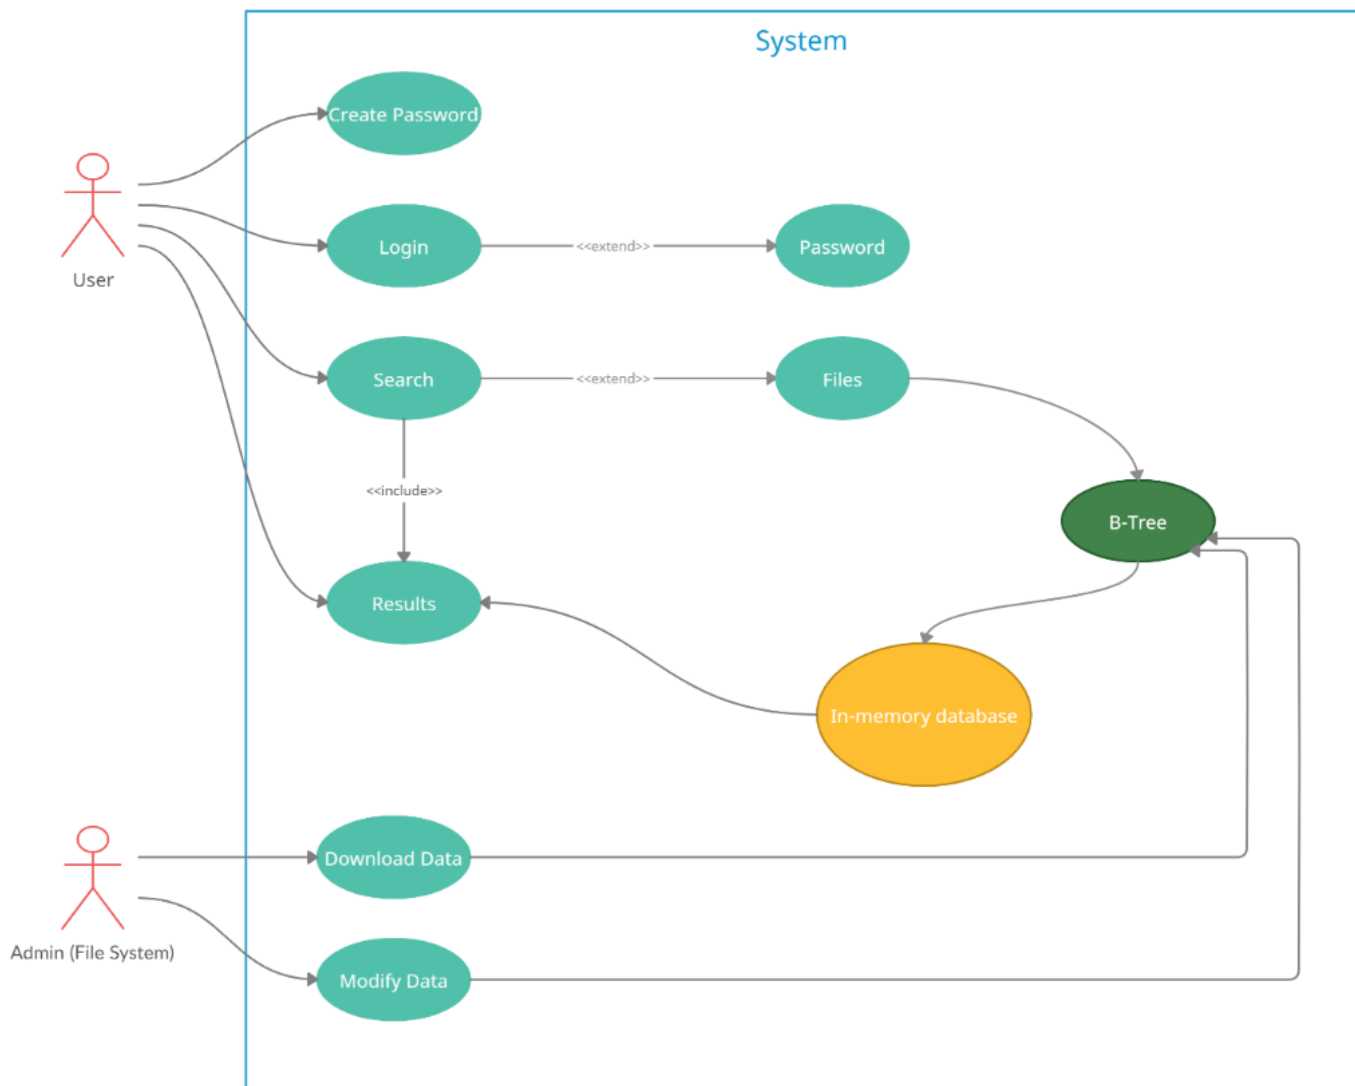 System
Create Password
Login
<<extend>>
Password
User
Search
<<extend>>
Files
<<include>>
B-Tree
Results
In-memory database
Download Data
Admin (File System)
Modify Data